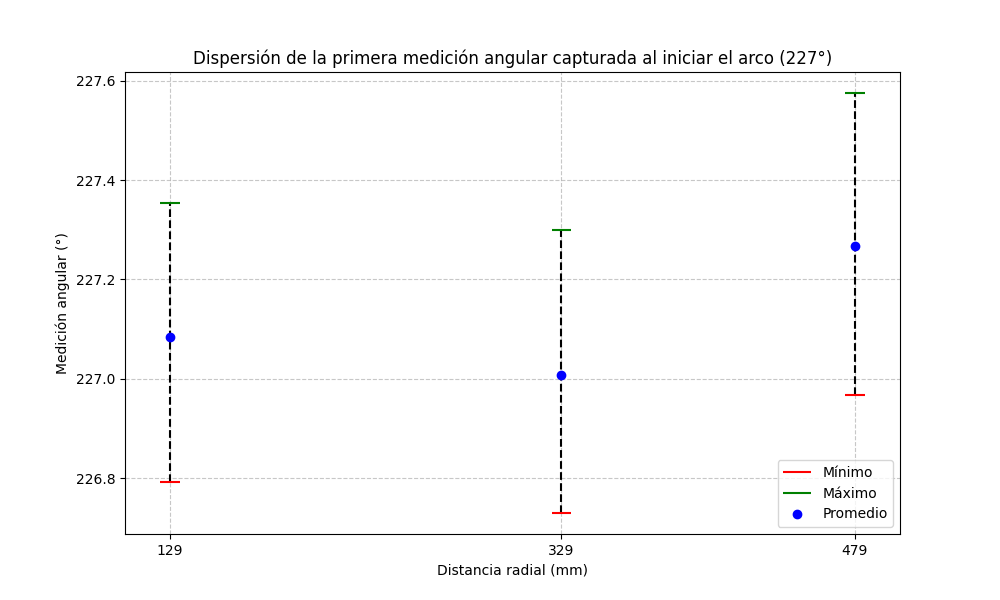 Dispersión de la primera medición angular capturada al iniciar el arco (227°)
227.6
227.4
227.2
227.0
226.8
Medición angular (°)
Mínimo
Máximo
Promedio
129
329
479
Distancia radial (mm)